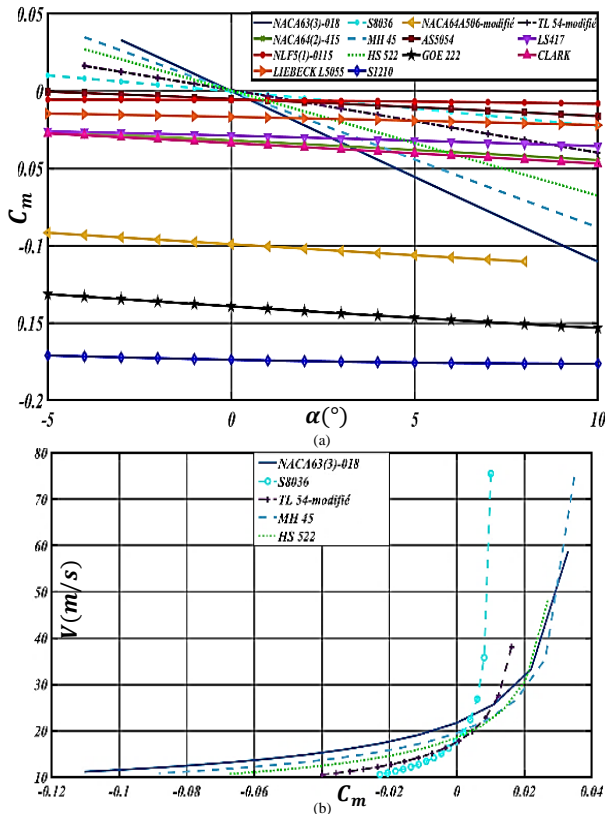 NACA63(3)-018 S8036 NACA64A506-modifié TL 54-modifié
NACA64(2)-415 MH 45 AS5054 LS417
NLF5(1)-0115 HS 522 GOE 222 CLARK
LIEBECK L5055 S1210
0.05
0
0.05
-0.1
0.15
-0.2
C_m
-5 0 5 10
α(°)
(a)
NACA63(3)-018
S8036
TL 54-modifié
MH 45
HS 522
80
70
60
50
40
30
20
10
V(m/s)
-0.12 -0.1 -0.08 -0.06 -0.04 -0.02 0 0.02 0.04
C_m
(b)